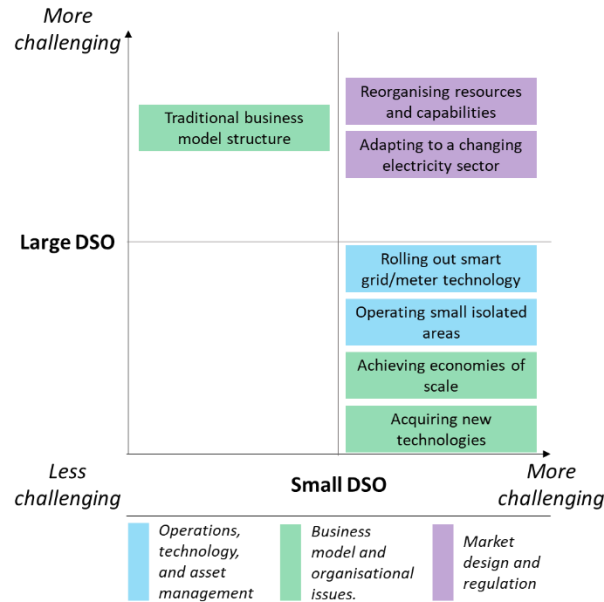 More
challenging
Traditional business
model structure
Reorganising resources
and capabilities
Adapting to a changing
electricity sector
Large DSO
Rolling out smart
grid/meter technology
Operating small isolated
areas
Achieving economies of
scale
Acquiring new
technologies
Less
challenging
Small DSO
More
challenging
Operations,
technology,
and asset
management
Business
model and
organisational
issues.
Market
design and
regulation